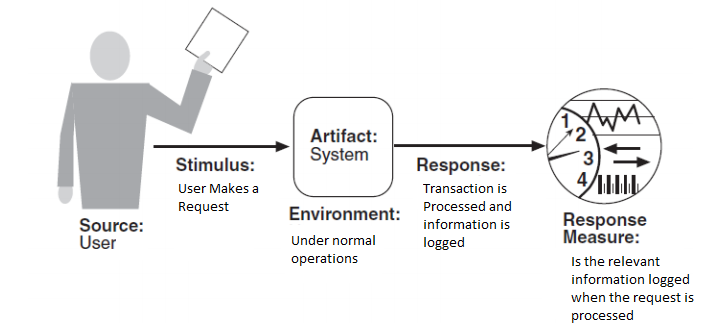 Source:
User
Stimulus:
User Makes a
Request
Artifact:
System
Environment:
Under normal
operations
Response:
Transaction is
Processed and
information is
logged
1
2
3
4
Response
Measure:
Is the relevant
information logged
when the request is
processed